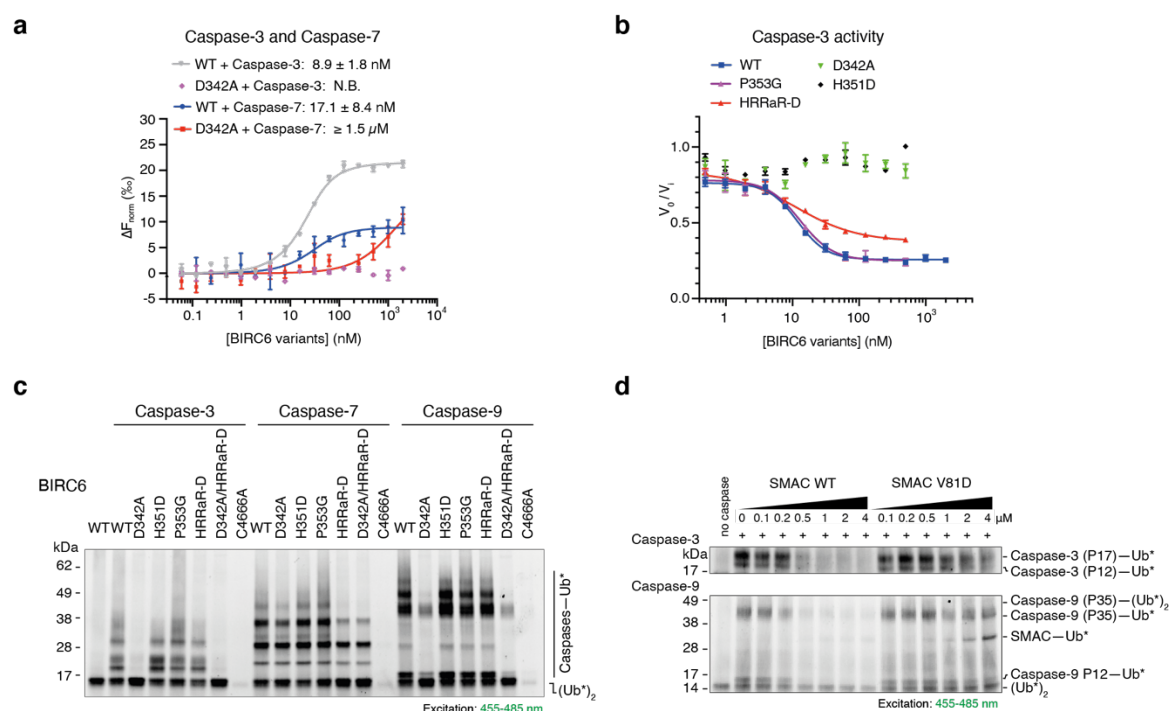 a
Caspase-3 and Caspase-7
WT + Caspase-3: 8.9 ± 1.8 nM
D342A + Caspase-3: N.B.
WT + Caspase-7: 17.1 ± 8.4 nM
D342A + Caspase-7: ≥ 1.5 µM
ΔFnorm (‰)
30
25
20
15
10
5
0
-5
0.1 1 10 100 10³ 10⁴
[BIRC6 variants] (nM)
b
Caspase-3 activity
WT D342A
P353G H351D
HRRaR-D
V₀ / Vᵢ
1.0
0.5
0.0
1 10 100 10³
[BIRC6 variants] (nM)
c
Caspase-3 Caspase-7 Caspase-9
BIRC6
WT WT D342A H351D P353G HRRaR-D D342A/HRRaR-D C4666A WT D342A H351D P353G HRRaR-D D342A/HRRaR-D C4666A WT D342A H351D P353G HRRaR-D D342A/HRRaR-D C4666A
kDa
62
49
38
28
17
Caspases—Ub*
(Ub*)₂
Excitation: 455-485 nm
d
no caspase
SMAC WT SMAC V81D
0 0.1 0.2 0.5 1 2 4 0.1 0.2 0.5 1 2 4 µM
Caspase-3 + + + + + + + + + + + + +
kDa
17
Caspase-3 (P17)—Ub*
Caspase-3 (P12)—Ub*
Caspase-9 + + + + + + + + + + + + +
49
38
28
17
14
Caspase-9 (P35)—(Ub*)₂
Caspase-9 (P35)—Ub*
SMAC—Ub*
Caspase-9 P12—Ub*
(Ub*)₂
Excitation: 455-485 nm